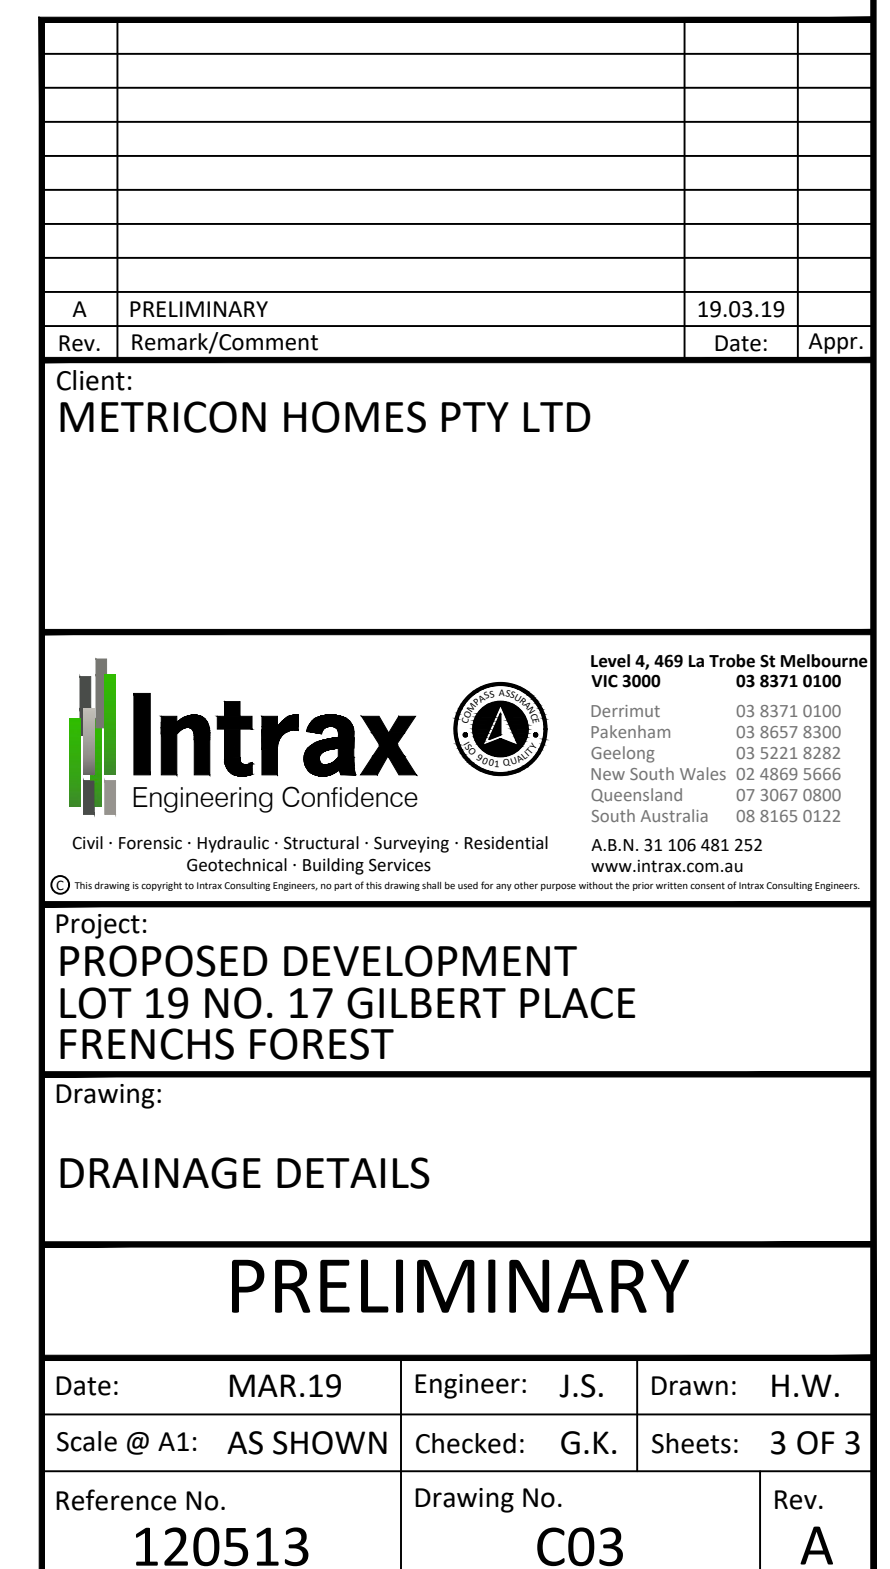 A PRELIMINARY 19.03.19
Rev. Remark/Comment Date: Appr.
Client:
METRICON HOMES PTY LTD
Intrax
Engineering Confidence
COMPASS ASSURANCE
ISO 9001 QUALITY
Civil · Forensic · Hydraulic · Structural · Surveying · Residential
Geotechnical · Building Services
Level 4, 469 La Trobe St Melbourne
VIC 3000 03 8371 0100
Derrimut 03 8371 0100
Pakenham 03 8657 8300
Geelong 03 5221 8282
New South Wales 02 4869 5666
Queensland 07 3067 0800
South Australia 08 8165 0122
A.B.N. 31 106 481 252
www.intrax.com.au
© This drawing is copyright to Intrax Consulting Engineers, no part of this drawing shall be used for any other purpose without the prior written consent of Intrax Consulting Engineers.
Project:
PROPOSED DEVELOPMENT
LOT 19 NO. 17 GILBERT PLACE
FRENCHS FOREST
Drawing:
DRAINAGE DETAILS
PRELIMINARY
Date: MAR.19 Engineer: J.S. Drawn: H.W.
Scale @ A1: AS SHOWN Checked: G.K. Sheets: 3 OF 3
Reference No. Drawing No. Rev.
120513 C03 A